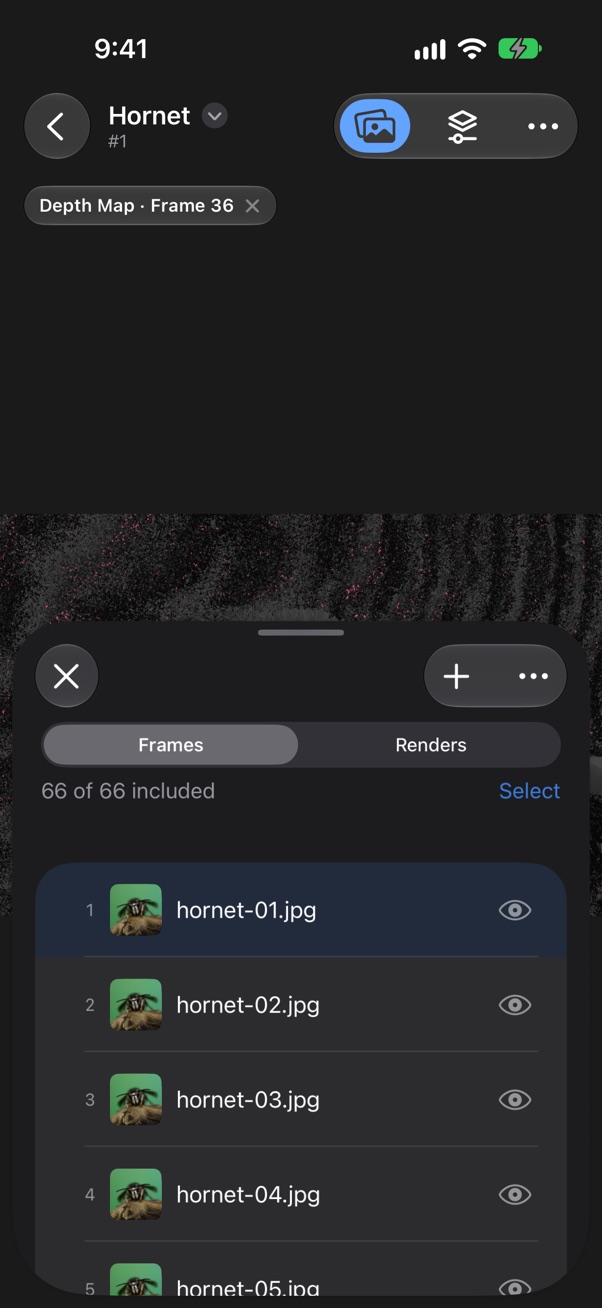 9:41
Hornet
#1
Depth Map · Frame 36
Frames
Renders
66 of 66 included
Select
1 hornet-01.jpg
2 hornet-02.jpg
3 hornet-03.jpg
4 hornet-04.jpg
5 hornet-05.jpg